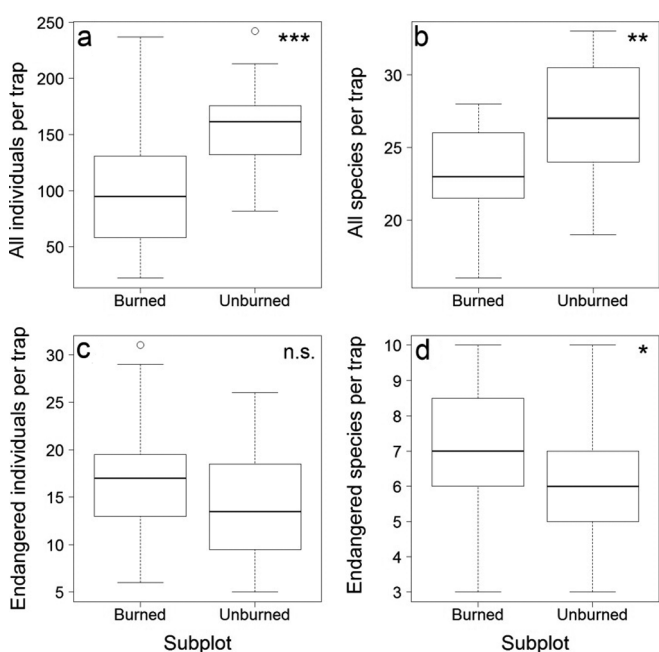 a
***
All individuals per trap
250
200
150
100
50
Burned Unburned
b
**
All species per trap
30
25
20
Burned Unburned
c
n.s.
Endangered individuals per trap
30
25
20
15
10
5
Burned Unburned
Subplot
d
*
Endangered species per trap
10
9
8
7
6
5
4
3
Burned Unburned
Subplot